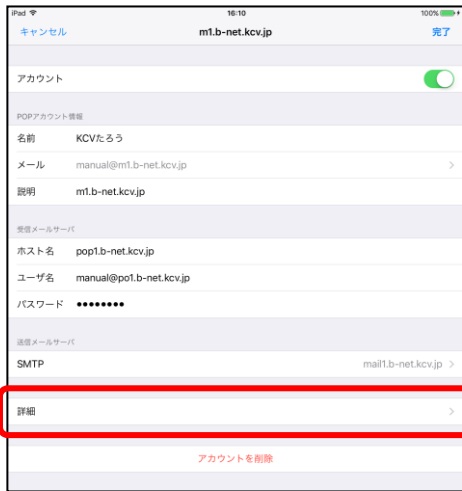 iPad 16:10 100%
キャンセル m1.b-net.kcv.jp 完了
アカウント
POPアカウント情報
名前 KCVたろう
メール manual@m1.b-net.kcv.jp
説明 m1.b-net.kcv.jp
受信メールサーバ
ホスト名 pop1.b-net.kcv.jp
ユーザ名 manual@po1.b-net.kcv.jp
パスワード ●●●●●●●●
送信メールサーバ
SMTP mail1.b-net.kcv.jp
詳細
アカウントを削除